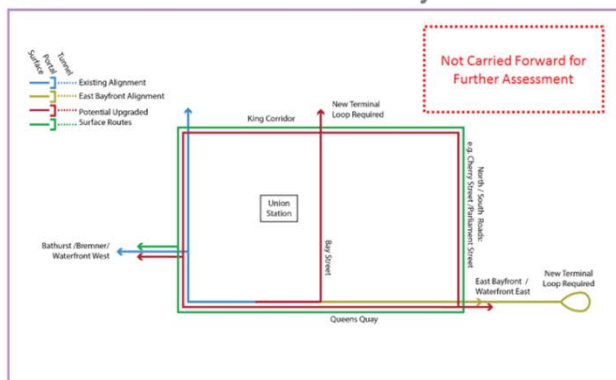 Surface
Portal
Tunnel
Existing Alignment
East Bayfront Alignment
Potential Upgraded
Surface Routes
Not Carried Forward for
Further Assessment
New Terminal
Loop Required
King Corridor
Union
Station
Bay Street
North / South Roads:
e.g. Cherry Street /Parliament Street
Bathurst /Bremner/
Waterfront West
East Bayfront /
Waterfront East
New Terminal
Loop Required
Queens Quay